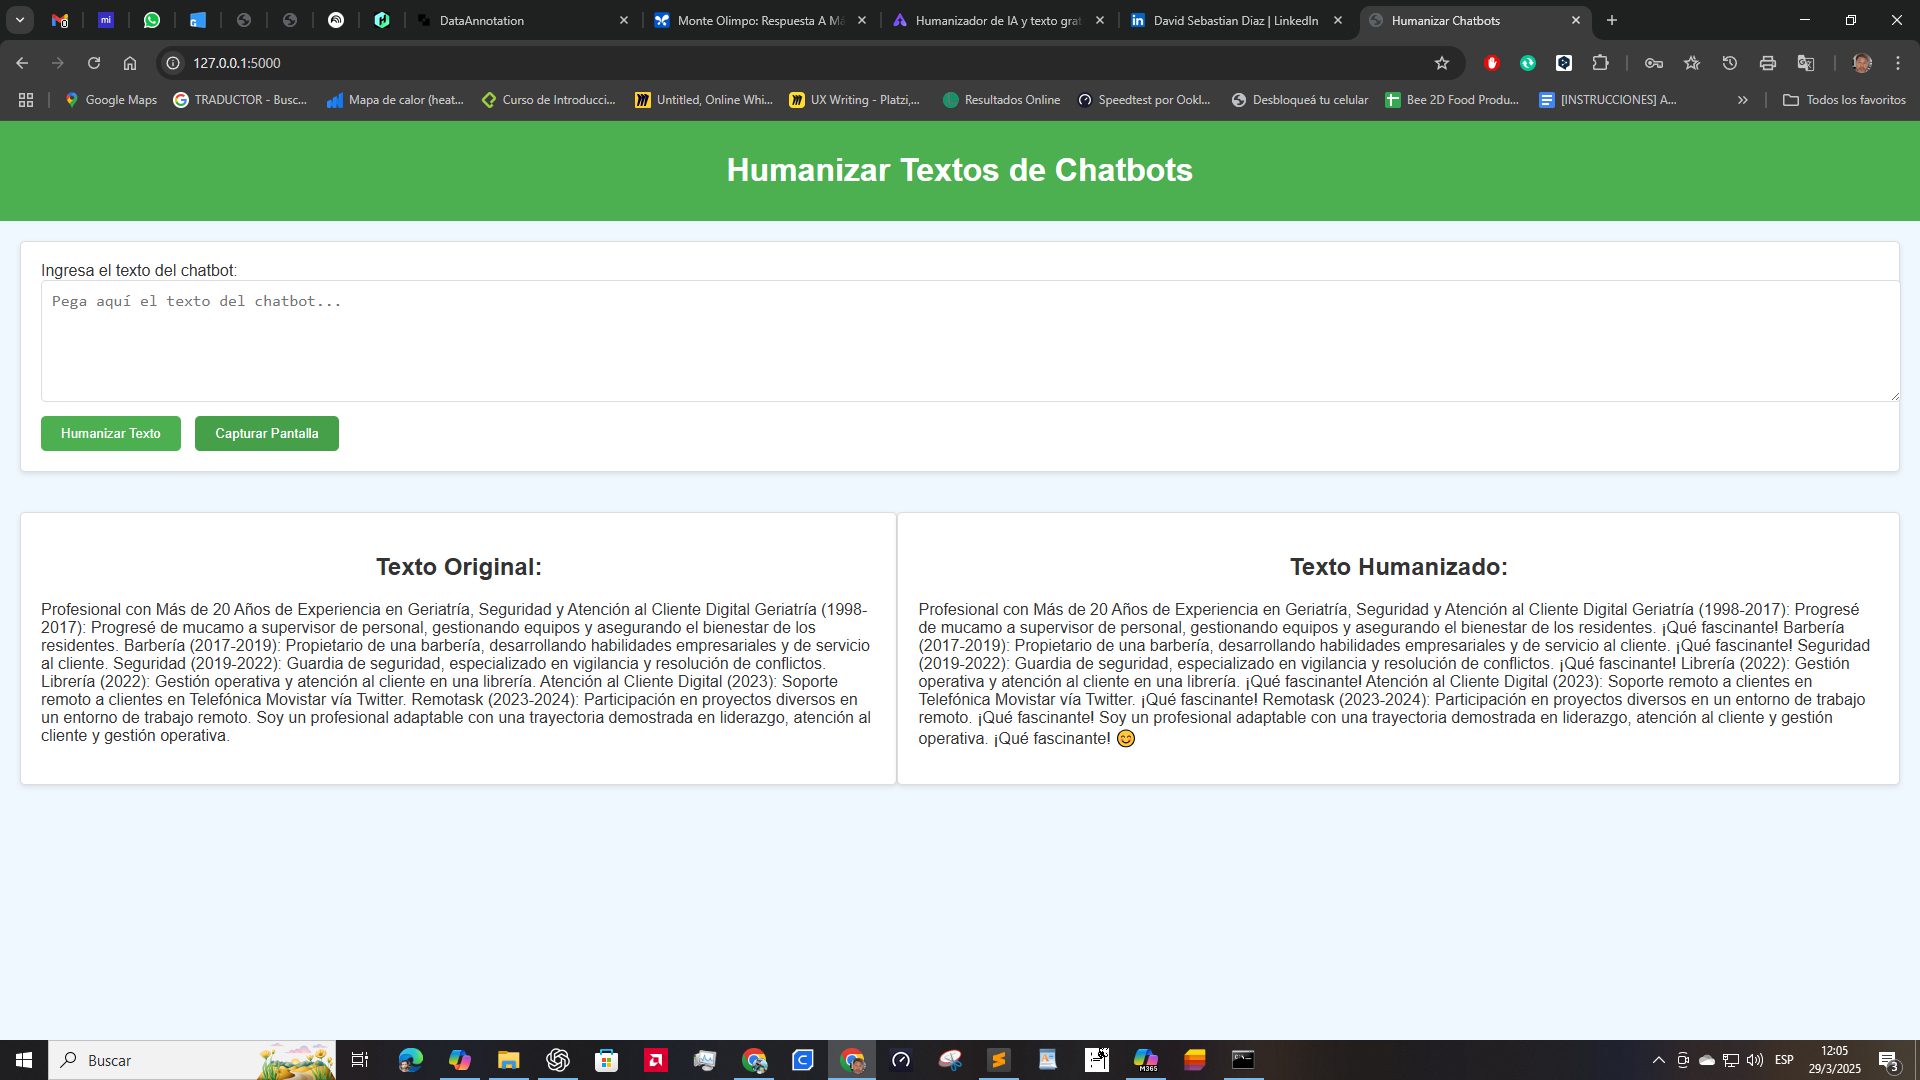 DataAnnotation
Monte Olimpo: Respuesta A Má
Humanizador de IA y texto grat
David Sebastian Diaz | LinkedIn
Humanizar Chatbots
127.0.0.1:5000
Google Maps
TRADUCTOR - Busc...
Mapa de calor (heat...
Curso de Introducci...
Untitled, Online Whi...
UX Writing - Platzi,...
Resultados Online
Speedtest por Ookl...
Desbloqueá tu celular
Bee 2D Food Produ...
[INSTRUCCIONES] A...
Todos los favoritos
Humanizar Textos de Chatbots
Ingresa el texto del chatbot:
Pega aquí el texto del chatbot...
Humanizar Texto
Capturar Pantalla
Texto Original:
Profesional con Más de 20 Años de Experiencia en Geriatría, Seguridad y Atención al Cliente Digital Geriatría (1998-
2017): Progresé de mucamo a supervisor de personal, gestionando equipos y asegurando el bienestar de los
residentes. Barbería (2017-2019): Propietario de una barbería, desarrollando habilidades empresariales y de servicio
al cliente. Seguridad (2019-2022): Guardia de seguridad, especializado en vigilancia y resolución de conflictos.
Librería (2022): Gestión operativa y atención al cliente en una librería. Atención al Cliente Digital (2023): Soporte
remoto a clientes en Telefónica Movistar vía Twitter. Remotask (2023-2024): Participación en proyectos diversos en
un entorno de trabajo remoto. Soy un profesional adaptable con una trayectoria demostrada en liderazgo, atención al
cliente y gestión operativa.
Texto Humanizado:
Profesional con Más de 20 Años de Experiencia en Geriatría, Seguridad y Atención al Cliente Digital Geriatría (1998-2017): Progresé
de mucamo a supervisor de personal, gestionando equipos y asegurando el bienestar de los residentes. ¡Qué fascinante! Barbería
(2017-2019): Propietario de una barbería, desarrollando habilidades empresariales y de servicio al cliente. ¡Qué fascinante! Seguridad
(2019-2022): Guardia de seguridad, especializado en vigilancia y resolución de conflictos. ¡Qué fascinante! Librería (2022): Gestión
operativa y atención al cliente en una librería. ¡Qué fascinante! Atención al Cliente Digital (2023): Soporte remoto a clientes en
Telefónica Movistar vía Twitter. ¡Qué fascinante! Remotask (2023-2024): Participación en proyectos diversos en un entorno de trabajo
remoto. ¡Qué fascinante! Soy un profesional adaptable con una trayectoria demostrada en liderazgo, atención al cliente y gestión
operativa. ¡Qué fascinante! 😊
Buscar
M365
ESP
12:05
29/3/2025
3